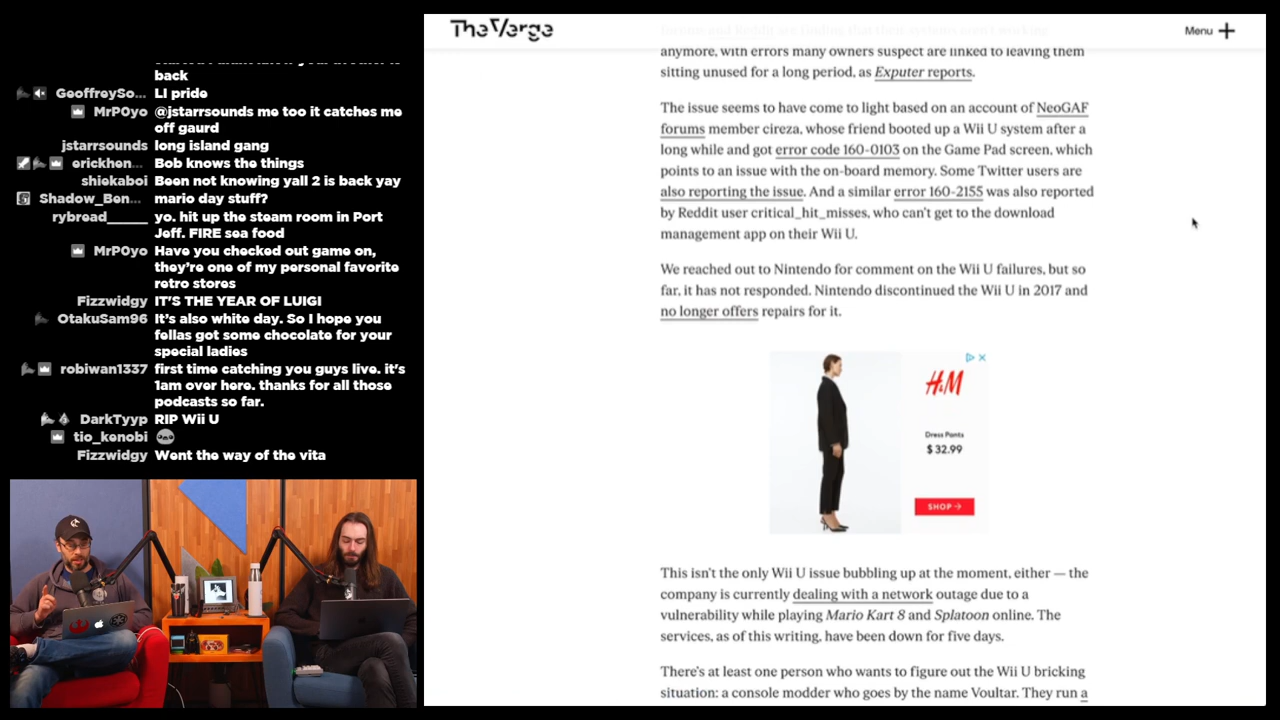 back
GeoffreySo... LI pride
MrP0yo @jstarrsounds me too it catches me
off gaurd
jstarrsounds long island gang
erickhen... Bob knows the things
shiekaboi Been not knowing yall 2 is back yay
Shadow_Ben... mario day stuff?
rybread_____ yo. hit up the steam room in Port
Jeff. FIRE sea food
MrP0yo Have you checked out game on,
they're one of my personal favorite
retro stores
Fizzwidgy IT'S THE YEAR OF LUIGI
OtakuSam96 It's also white day. So I hope you
fellas got some chocolate for your
special ladies
robiwan1337 first time catching you guys live. it's
1am over here. thanks for all those
podcasts so far.
DarkTyyp RIP Wii U
tio_kenobi
Fizzwidgy Went the way of the vita
The Verge
Menu
anymore, with errors many owners suspect are linked to leaving them
sitting unused for a long period, as Exputer reports.
The issue seems to have come to light based on an account of NeoGAF
forums member cireza, whose friend booted up a Wii U system after a
long while and got error code 160-0103 on the Game Pad screen, which
points to an issue with the on-board memory. Some Twitter users are
also reporting the issue. And a similar error 160-2155 was also reported
by Reddit user critical_hit_misses, who can't get to the download
management app on their Wii U.
We reached out to Nintendo for comment on the Wii U failures, but so
far, it has not responded. Nintendo discontinued the Wii U in 2017 and
no longer offers repairs for it.
H&M
Dress Pants
$ 32.99
SHOP →
This isn't the only Wii U issue bubbling up at the moment, either — the
company is currently dealing with a network outage due to a
vulnerability while playing Mario Kart 8 and Splatoon online. The
services, as of this writing, have been down for five days.
There's at least one person who wants to figure out the Wii U bricking
situation: a console modder who goes by the name Voultar. They run a